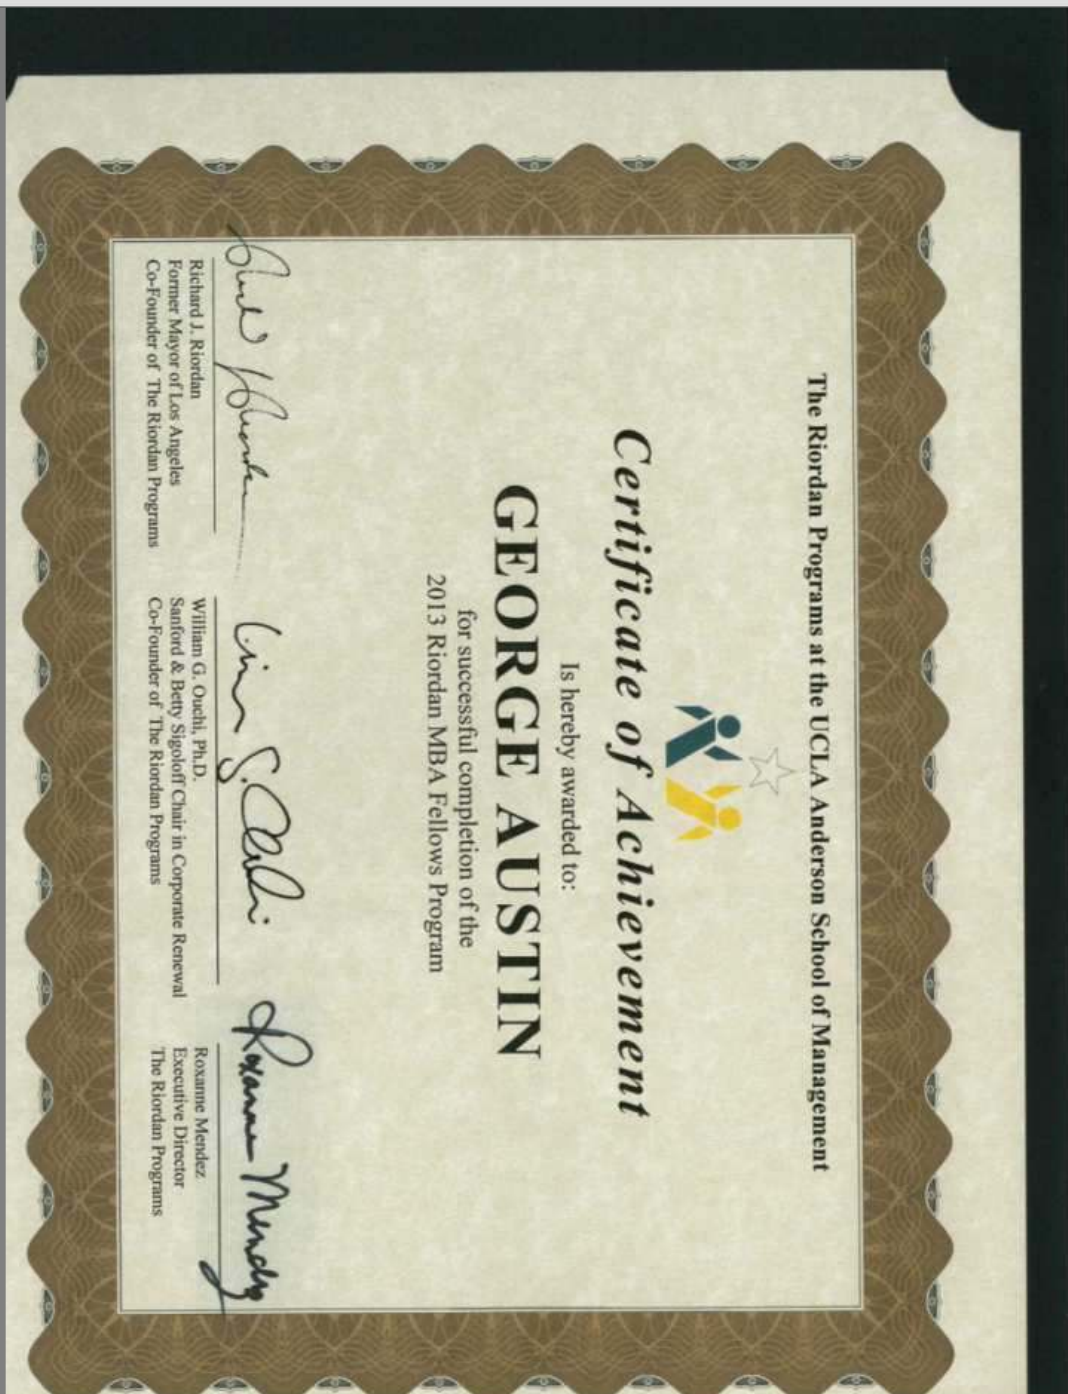 The Riordan Programs at the UCLA Anderson School of Management
Certificate of Achievement
Is hereby awarded to:
GEORGE AUSTIN
for successful completion of the
2013 Riordan MBA Fellows Program
Richard J. Riordan
Former Mayor of Los Angeles
Co-Founder of The Riordan Programs
William G. Ouchi, Ph.D.
Sanford & Betty Sigoloff Chair in Corporate Renewal
Co-Founder of The Riordan Programs
Roxanne Mendez
Roxanne Mendez
Executive Director
The Riordan Programs